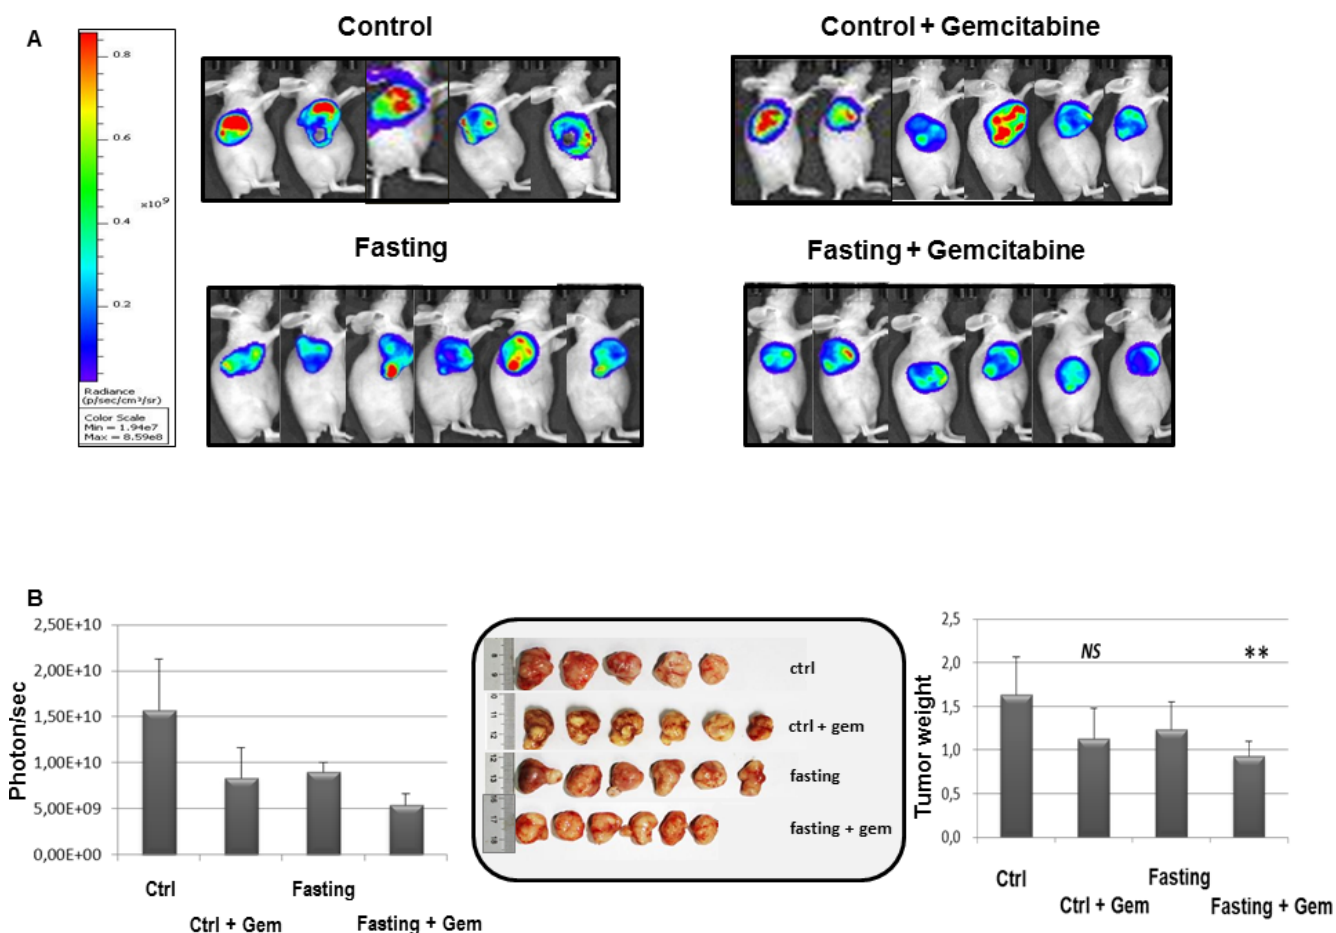 A
Control
Control + Gemcitabine
0.8
0.6
x10^9
0.4
0.2
Radiance
(p/sec/cm²/sr)
Color Scale
Min = 1.94e7
Max = 8.59e8
Fasting
Fasting + Gemcitabine
B
Photon/sec
2,50E+10
2,00E+10
1,50E+10
1,00E+10
5,00E+09
0,00E+00
Ctrl
Fasting
Ctrl + Gem
Fasting + Gem
ctrl
ctrl + gem
fasting
fasting + gem
Tumor weight
2,5
2,0
1,5
1,0
0,5
0,0
NS
**
Ctrl
Fasting
Ctrl + Gem
Fasting + Gem